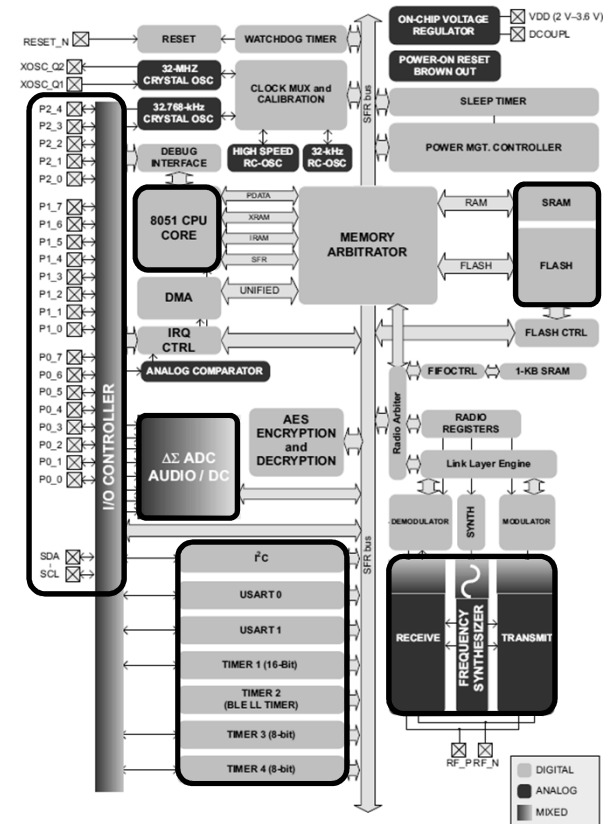 RESET_N
RESET
WATCHDOG TIMER
ON-CHIP VOLTAGE
REGULATOR
VDD (2 V–3.6 V)
DCOUPL
XOSC_Q2
XOSC_Q1
32-MHZ
CRYSTAL OSC
CLOCK MUX and
CALIBRATION
SFR bus
POWER-ON RESET
BROWN OUT
32.768-kHz
CRYSTAL OSC
SLEEP TIMER
HIGH SPEED
RC-OSC
32-kHz
RC-OSC
POWER MGT. CONTROLLER
DEBUG
INTERFACE
P2_4
P2_3
P2_2
P2_1
P2_0
P1_7
P1_6
P1_5
P1_4
P1_3
P1_2
P1_1
P1_0
P0_7
P0_6
P0_5
P0_4
P0_3
P0_2
P0_1
P0_0
SDA
SCL
I/O CONTROLLER
8051 CPU
CORE
PDATA
XRAM
IRAM
SFR
MEMORY
ARBITRATOR
RAM
SRAM
FLASH
FLASH
DMA
UNIFIED
IRQ
CTRL
FLASH CTRL
ANALOG COMPARATOR
FIFOCTRL
1-KB SRAM
Radio Arbiter
RADIO
REGISTERS
Link Layer Engine
ΔΣ ADC
AUDIO / DC
AES
ENCRYPTION
and
DECRYPTION
DEMODULATOR
SYNTH
MODULATOR
SFR bus
I²C
USART 0
USART 1
TIMER 1 (16-Bit)
TIMER 2
(BLE LL TIMER)
TIMER 3 (8-bit)
TIMER 4 (8-bit)
RECEIVE
FREQUENCY
SYNTHESIZER
TRANSMIT
RF_P
RF_N
DIGITAL
ANALOG
MIXED